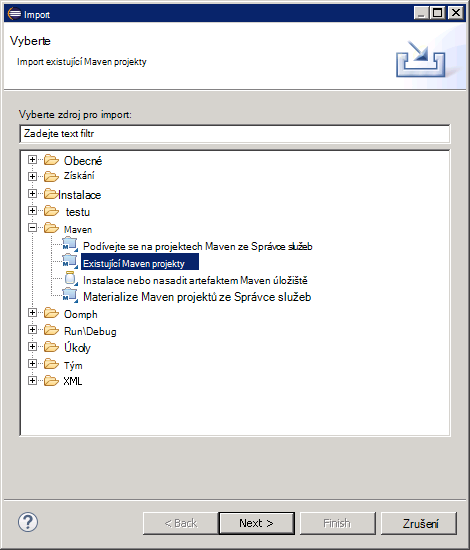 Import
Vyberte
Import existující Maven projekty
Vyberte zdroj pro import:
Zadejte text filtr
Obecné
Získání
Instalace
testu
Maven
Podívejte se na projektech Maven ze Správce služeb
Existující Maven projekty
Instalace nebo nasadit artefaktem Maven úložiště
Materialize Maven projektů ze Správce služeb
Oomph
Run\Debug
Úkoly
Tým
XML
< Back
Next >
Finish
Zrušení